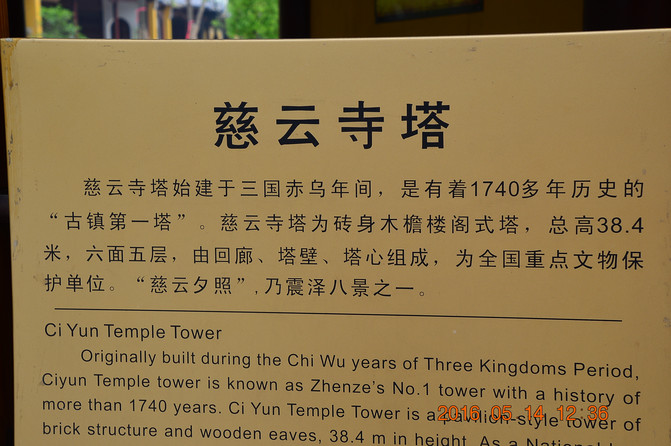 慈云寺塔
慈云寺塔始建于三国赤乌年间，是有着1740多年历史的
“古镇第一塔”。慈云寺塔为砖身木檐楼阁式塔，总高38.4
米，六面五层，由回廊、塔壁、塔心组成，为全国重点文物保
护单位。“慈云夕照”，乃震泽八景之一。
Ci Yun Temple Tower
Originally built during the Chi Wu years of Three Kingdoms Period,
Ciyun Temple tower is known as Zhenze's No.1 tower with a history of
more than 1740 years. Ci Yun Temple Tower is a pavilich-style tower of
brick structure and wooden eaves, 38.4 m in height. As a National
2016.05.14 12:36